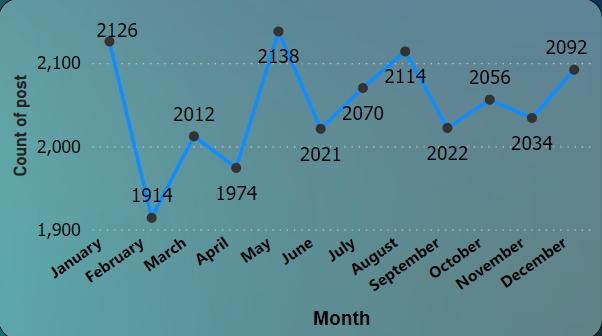 2126
2138
2092
2114
2056
2070
2012
2021
2022
2034
1974
1914
2,100
2,000
1,900
Count of post
January
February
March
April
May
June
July
August
September
October
November
December
Month